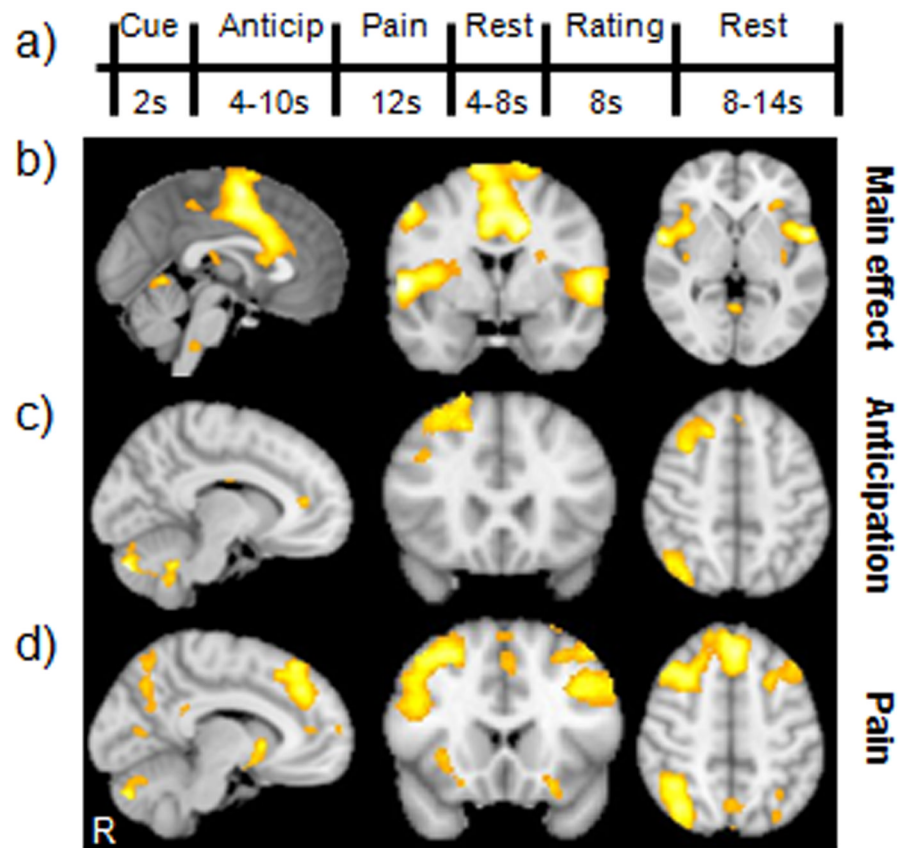 a) Cue Anticip Pain Rest Rating Rest
2s 4-10s 12s 4-8s 8s 8-14s
b) Main effect
c) Anticipation
d) Pain
R